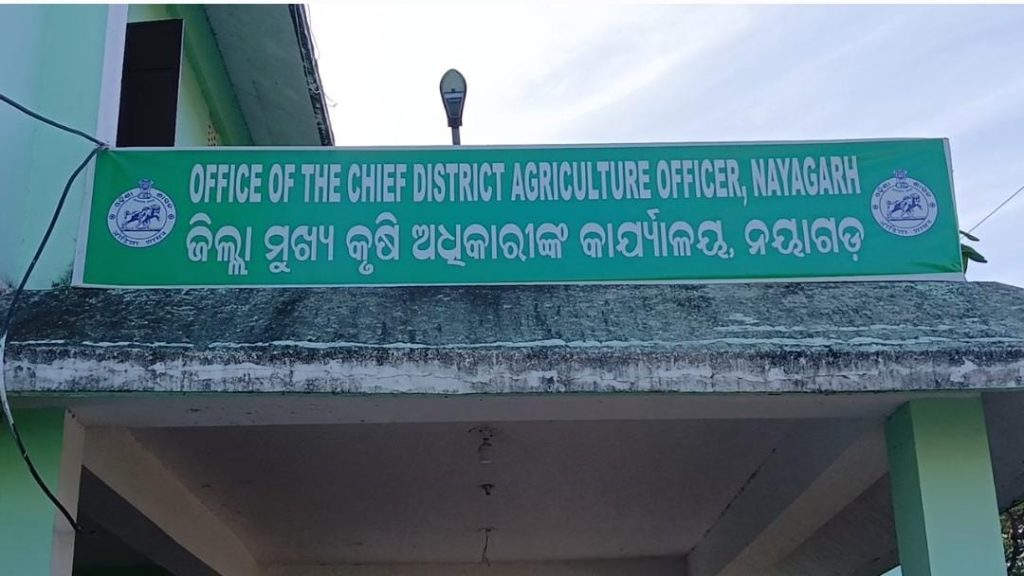 OFFICE OF THE CHIEF DISTRICT AGRICULTURE OFFICER, NAYAGARH
ଜିଲ୍ଲା ମୁଖ୍ୟ କୃଷି ଅଧିକାରୀଙ୍କ କାର୍ଯ୍ୟାଳୟ, ନୟାଗଡ଼